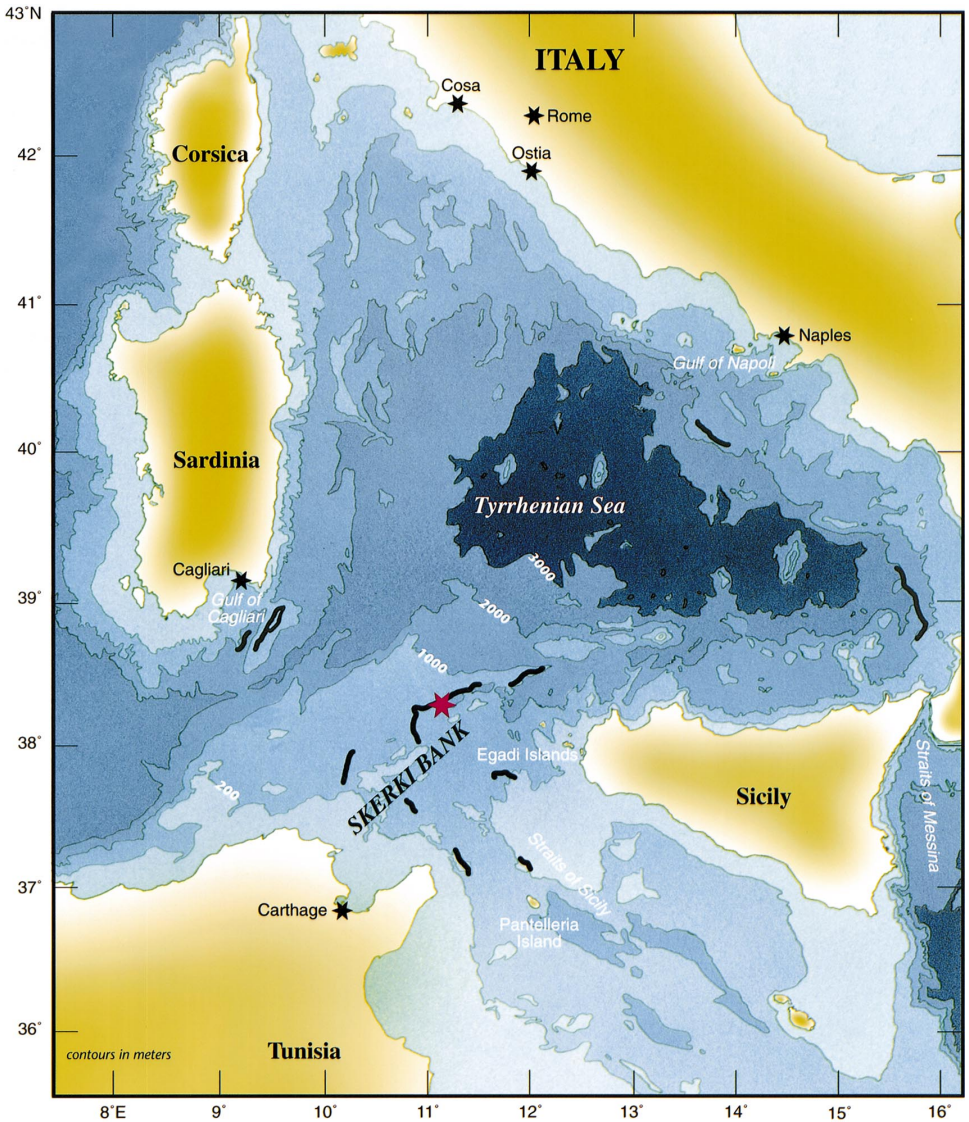 43°N
ITALY
Cosa
Rome
42°
Corsica
Ostia
41°
Naples
Gulf of Napoli
40°
Sardinia
Tyrrhenian Sea
3000
Cagliari
39°
Gulf of
Cagliari
2000
1000
38°
Egadi Islands
SKERKI BANK
200
Sicily
Straits of Messina
Straits of Sicily
37°
Carthage
Pantelleria
Island
36°
contours in meters
Tunisia
8°E
9°
10°
11°
12°
13°
14°
15°
16°